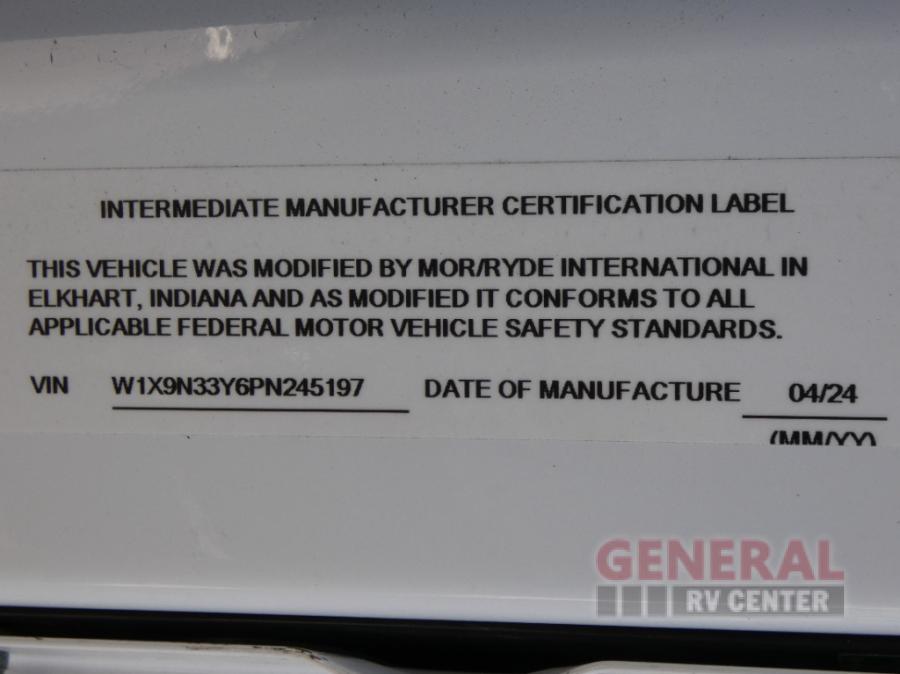 INTERMEDIATE MANUFACTURER CERTIFICATION LABEL
THIS VEHICLE WAS MODIFIED BY MOR/RYDE INTERNATIONAL IN
ELKHART, INDIANA AND AS MODIFIED IT CONFORMS TO ALL
APPLICABLE FEDERAL MOTOR VEHICLE SAFETY STANDARDS.
VIN W1X9N33Y6PN245197 DATE OF MANUFACTURE 04/24
(MM/YY)
GENERAL
RV CENTER